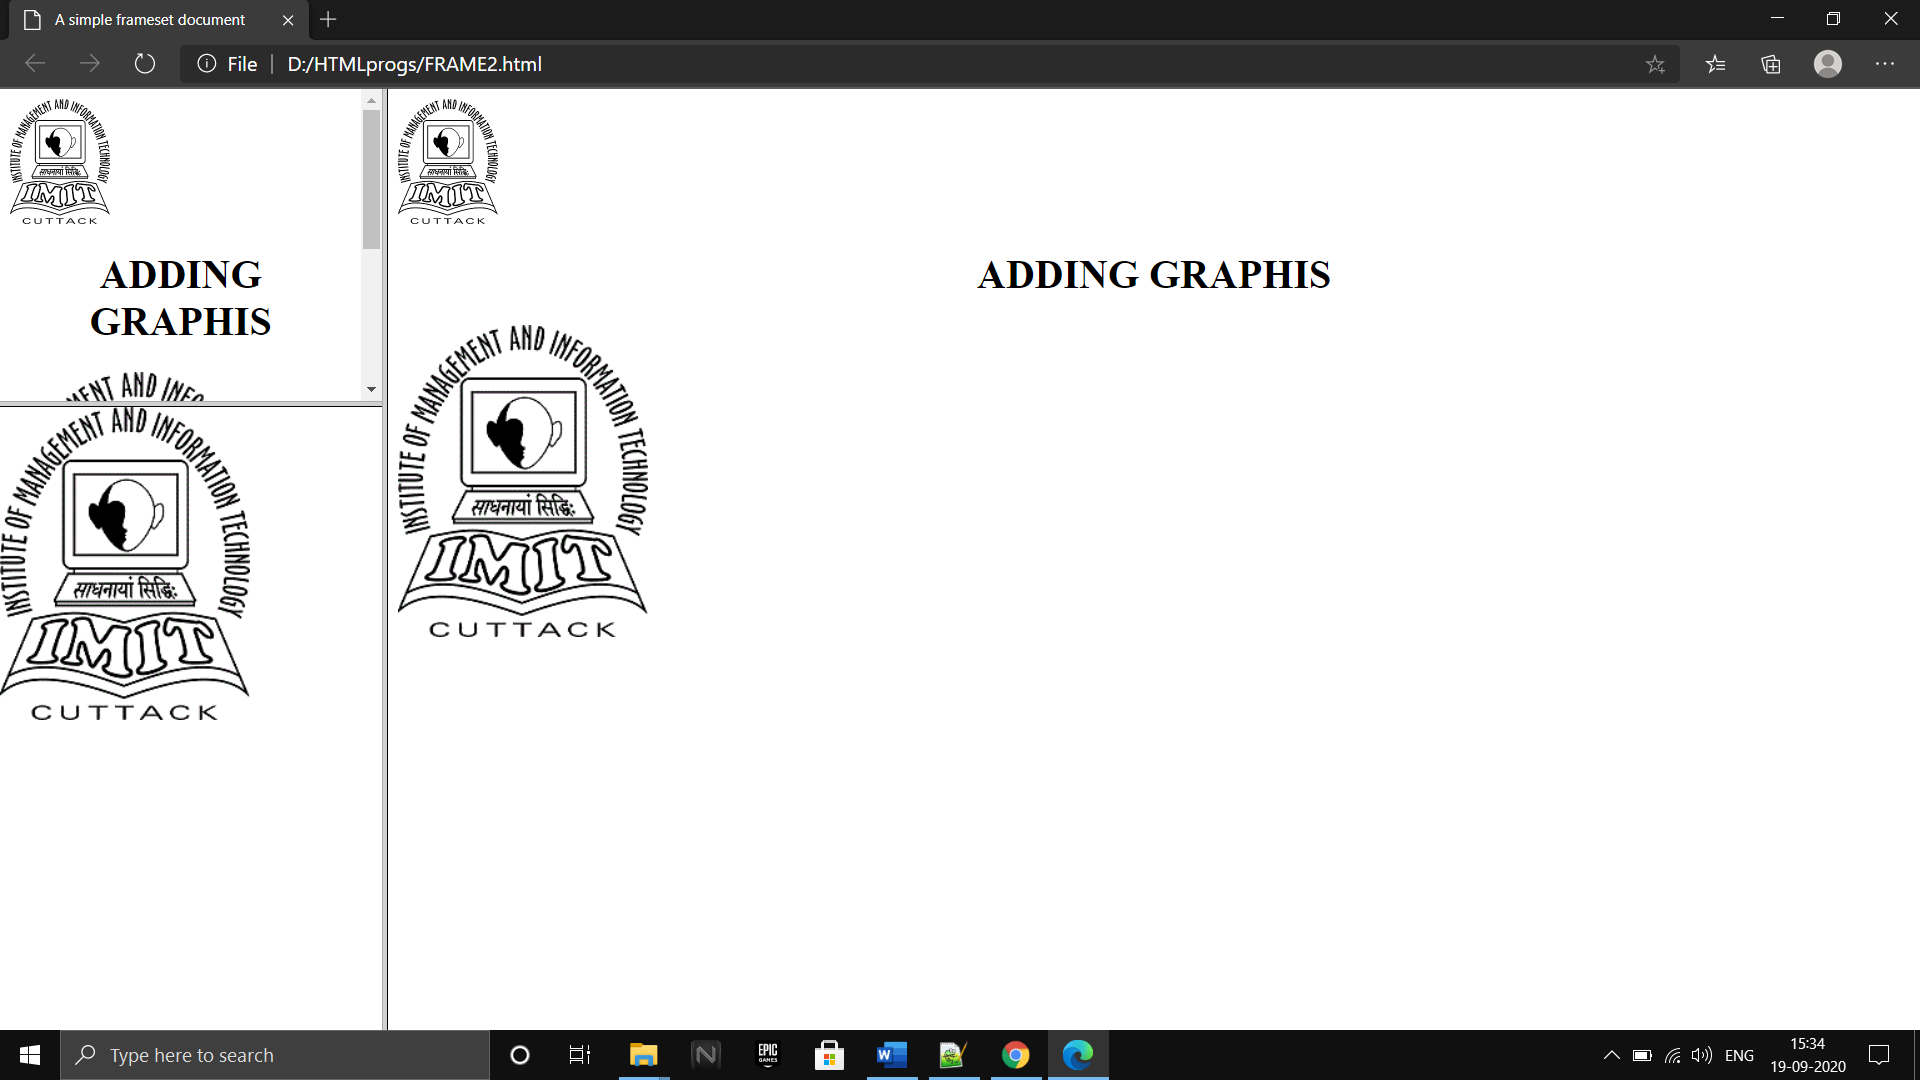 A simple frameset document
File
D:/HTMLprogs/FRAME2.html
INSTITUTE OF MANAGEMENT AND INFORMATION TECHNOLOGY
साधनायां सिद्धिः
IMIT
CUTTACK
ADDING
GRAPHIS
MENT AND INFO
INSTITUTE OF MANAGEMENT AND INFORMATION TECHNOLOGY
साधनायां सिद्धिः
IMIT
CUTTACK
INSTITUTE OF MANAGEMENT AND INFORMATION TECHNOLOGY
साधनायां सिद्धिः
IMIT
CUTTACK
ADDING GRAPHIS
INSTITUTE OF MANAGEMENT AND INFORMATION TECHNOLOGY
साधनायां सिद्धिः
IMIT
CUTTACK
Type here to search
N
EPIC
GAMES
W
ENG
15:34
19-09-2020